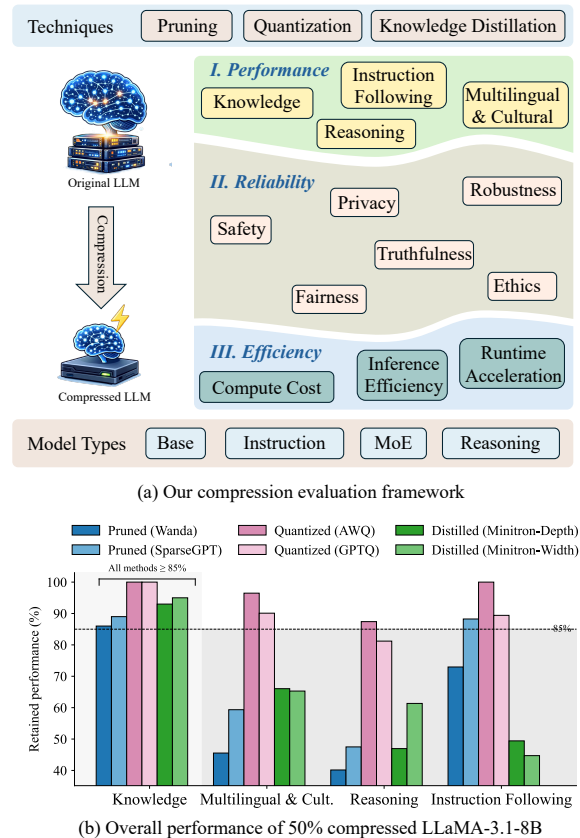 Techniques
Pruning
Quantization
Knowledge Distillation
Original LLM
Compression
Compressed LLM
I. Performance
Knowledge
Instruction
Following
Reasoning
Multilingual
& Cultural
II. Reliability
Safety
Privacy
Robustness
Truthfulness
Fairness
Ethics
III. Efficiency
Compute Cost
Inference
Efficiency
Runtime
Acceleration
Model Types
Base
Instruction
MoE
Reasoning
(a) Our compression evaluation framework
Pruned (Wanda)
Quantized (AWQ)
Distilled (Minitron-Depth)
Pruned (SparseGPT)
Quantized (GPTQ)
Distilled (Minitron-Width)
All methods ≥ 85%
Retained performance (%)
100
90
80
70
60
50
40
85%
Knowledge
Multilingual & Cult.
Reasoning
Instruction Following
(b) Overall performance of 50% compressed LLaMA-3.1-8B